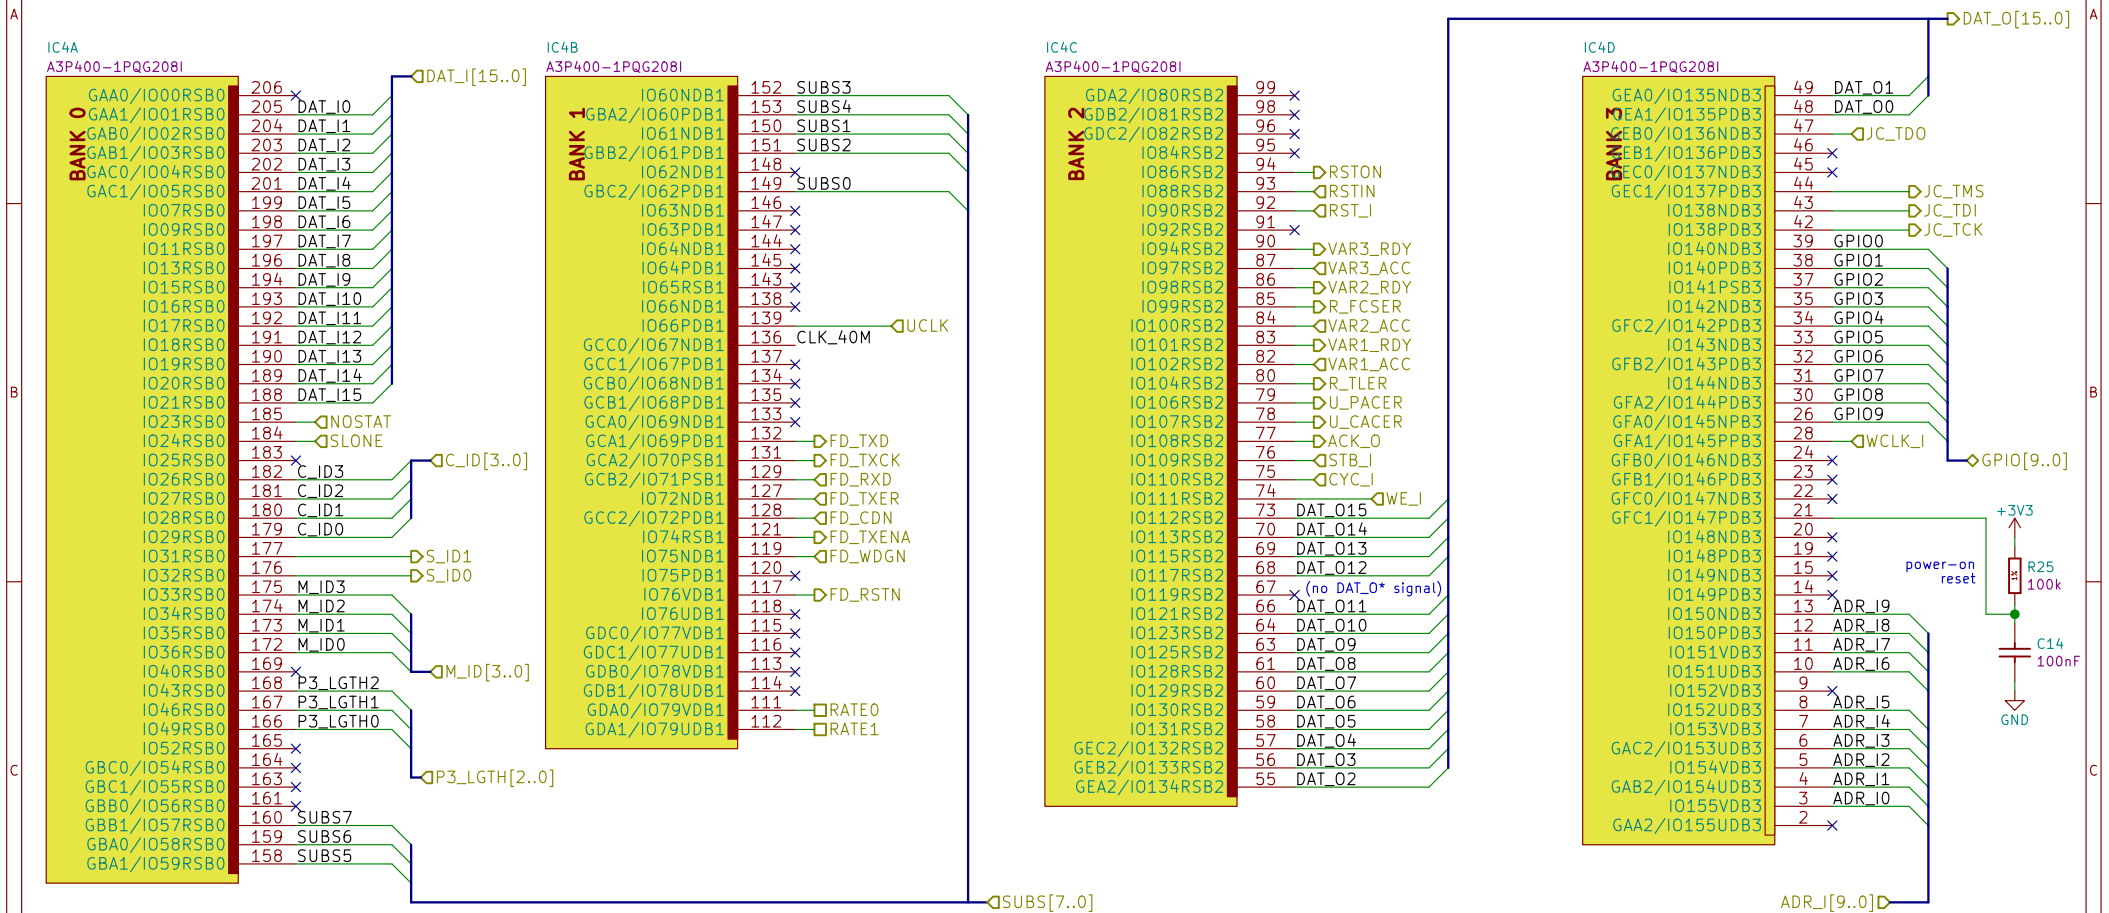 A
A
B
B
C
C
IC4A
A3P400-1PQG208I
BANK 0
GAA0/IO00RSB0 206
GAA1/IO01RSB0 205 DAT_I0
GAB0/IO02RSB0 204 DAT_I1
GAB1/IO03RSB0 203 DAT_I2
GAC0/IO04RSB0 202 DAT_I3
GAC1/IO05RSB0 201 DAT_I4
IO07RSB0 199 DAT_I5
IO09RSB0 198 DAT_I6
IO11RSB0 197 DAT_I7
IO13RSB0 196 DAT_I8
IO15RSB0 194 DAT_I9
IO16RSB0 193 DAT_I10
IO17RSB0 192 DAT_I11
IO18RSB0 191 DAT_I12
IO19RSB0 190 DAT_I13
IO20RSB0 189 DAT_I14
IO21RSB0 188 DAT_I15
IO23RSB0 185 NOSTAT
IO24RSB0 184 SLONE
IO25RSB0 183
IO26RSB0 182 C_ID3
IO27RSB0 181 C_ID2
IO28RSB0 180 C_ID1
IO29RSB0 179 C_ID0
IO31RSB0 177 S_ID1
IO32RSB0 176 S_ID0
IO33RSB0 175 M_ID3
IO34RSB0 174 M_ID2
IO35RSB0 173 M_ID1
IO36RSB0 172 M_ID0
IO40RSB0 169
IO43RSB0 168 P3_LGTH2
IO46RSB0 167 P3_LGTH1
IO49RSB0 166 P3_LGTH0
IO52RSB0 165
GBC0/IO54RSB0 164
GBC1/IO55RSB0 163
GBB0/IO56RSB0 161
GBB1/IO57RSB0 160 SUBS7
GBA0/IO58RSB0 159 SUBS6
GBA1/IO59RSB0 158 SUBS5
DAT_I[15..0]
C_ID[3..0]
M_ID[3..0]
P3_LGTH[2..0]
IC4B
A3P400-1PQG208I
BANK 1
IO60NDB1 152 SUBS3
GBA2/IO60PDB1 153 SUBS4
IO61NDB1 150 SUBS1
GBB2/IO61PDB1 151 SUBS2
IO62NDB1 148
GBC2/IO62PDB1 149 SUBS0
IO63NDB1 146
IO63PDB1 147
IO64NDB1 144
IO64PDB1 145
IO65RSB1 143
IO66NDB1 138
IO66PDB1 139 UCLK
GCC0/IO67NDB1 136 CLK_40M
GCC1/IO67PDB1 137
GCB0/IO68NDB1 134
GCB1/IO68PDB1 135
GCA0/IO69NDB1 133
GCA1/IO69PDB1 132 FD_TXD
GCA2/IO70PSB1 131 FD_TXCK
GCB2/IO71PSB1 129 FD_RXD
IO72NDB1 127 FD_TXER
GCC2/IO72PDB1 128 FD_CDN
IO74RSB1 121 FD_TXENA
IO75NDB1 119 FD_WDGN
IO75PDB1 120
IO76VDB1 117 FD_RSTN
IO76UDB1 118
GDC0/IO77VDB1 115
GDC1/IO77UDB1 116
GDB0/IO78VDB1 113
GDB1/IO78UDB1 114
GDA0/IO79VDB1 111 RATE0
GDA1/IO79UDB1 112 RATE1
SUBS[7..0]
IC4C
A3P400-1PQG208I
BANK 2
GDA2/IO80RSB2 99
GDB2/IO81RSB2 98
GDC2/IO82RSB2 96
IO84RSB2 95
IO86RSB2 94 RSTON
IO88RSB2 93 RSTIN
IO90RSB2 92 RST_I
IO92RSB2 91
IO94RSB2 90 VAR3_RDY
IO97RSB2 87 VAR3_ACC
IO98RSB2 86 VAR2_RDY
IO99RSB2 85 R_FCSER
IO100RSB2 84 VAR2_ACC
IO101RSB2 83 VAR1_RDY
IO102RSB2 82 VAR1_ACC
IO104RSB2 80 R_TLER
IO106RSB2 79 U_PACER
IO107RSB2 78 U_CACER
IO108RSB2 77 ACK_O
IO109RSB2 76 STB_I
IO110RSB2 75 CYC_I
IO111RSB2 74 WE_I
IO112RSB2 73 DAT_O15
IO113RSB2 70 DAT_O14
IO115RSB2 69 DAT_O13
IO117RSB2 68 DAT_O12
IO119RSB2 67 (no DAT_O* signal)
IO121RSB2 66 DAT_O11
IO123RSB2 64 DAT_O10
IO125RSB2 63 DAT_O9
IO128RSB2 61 DAT_O8
IO129RSB2 60 DAT_O7
IO130RSB2 59 DAT_O6
IO131RSB2 58 DAT_O5
GEC2/IO132RSB2 57 DAT_O4
GEB2/IO133RSB2 56 DAT_O3
GEA2/IO134RSB2 55 DAT_O2
DAT_O[15..0]
IC4D
A3P400-1PQG208I
BANK 3
GEA0/IO135NDB3 49 DAT_O1
GEA1/IO135PDB3 48 DAT_O0
GEB0/IO136NDB3 47 JC_TDO
GEB1/IO136PDB3 46
GEC0/IO137NDB3 45
GEC1/IO137PDB3 44 JC_TMS
IO138NDB3 43 JC_TDI
IO138PDB3 42 JC_TCK
IO140NDB3 39 GPIO0
IO140PDB3 38 GPIO1
IO141PSB3 37 GPIO2
IO142NDB3 35 GPIO3
GFC2/IO142PDB3 34 GPIO4
IO143NDB3 33 GPIO5
GFB2/IO143PDB3 32 GPIO6
IO144NDB3 31 GPIO7
GFA2/IO144PDB3 30 GPIO8
GFA0/IO145NPB3 26 GPIO9
GFA1/IO145PPB3 28 WCLK_I
GFB0/IO146NDB3 24
GFB1/IO146PDB3 23
GFC0/IO147NDB3 22
GFC1/IO147PDB3 21
IO148NDB3 20
IO148PDB3 19
IO149NDB3 15
IO149PDB3 14
IO150NDB3 13 ADR_I9
IO150PDB3 12 ADR_I8
IO151VDB3 11 ADR_I7
IO151UDB3 10 ADR_I6
IO152VDB3 9
IO152UDB3 8 ADR_I5
IO153VDB3 7 ADR_I4
GAC2/IO153UDB3 6 ADR_I3
IO154VDB3 5 ADR_I2
GAB2/IO154UDB3 4 ADR_I1
IO155VDB3 3 ADR_I0
GAA2/IO155UDB3 2
GPIO[9..0]
+3V3
power-on
reset
1%
R25
100k
C14
100nF
GND
ADR_I[9..0]
A
A
B
B
C
C